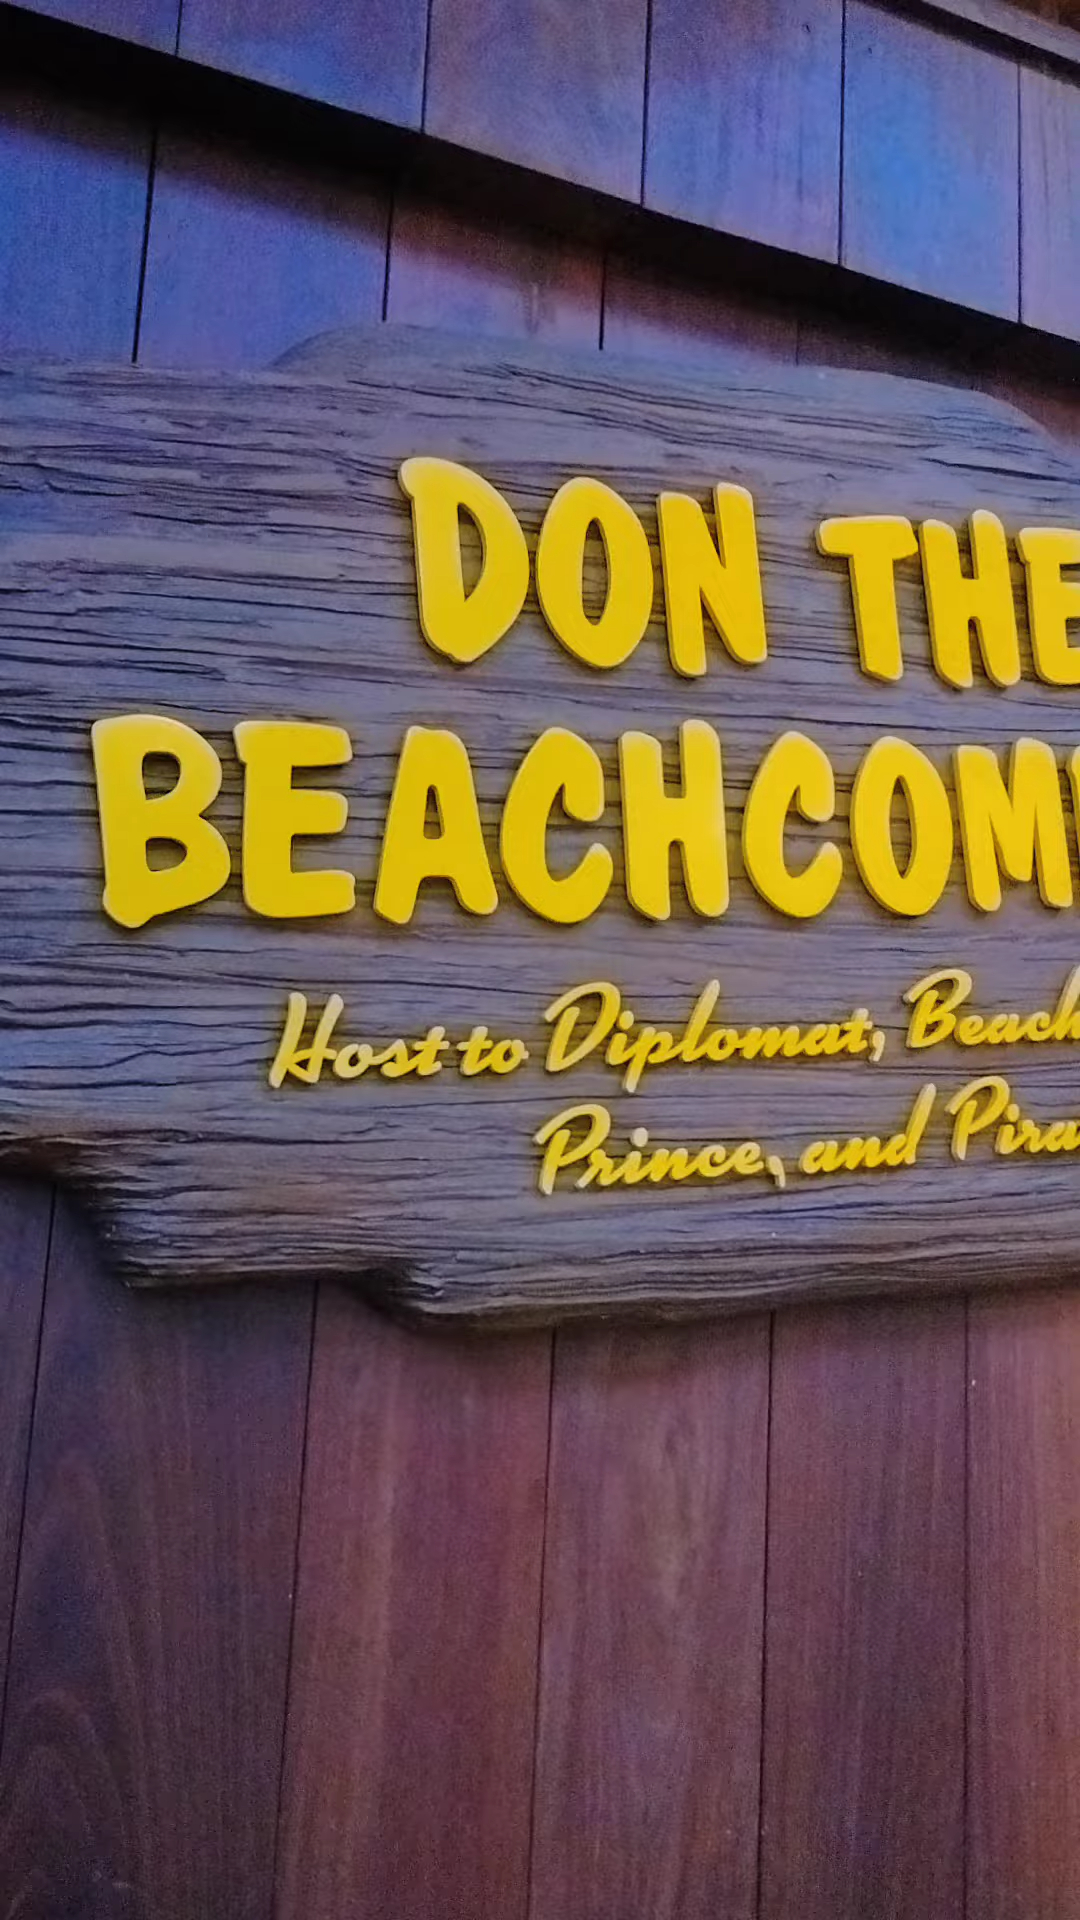 DON THE
BEACHCOM
Host to Diplomat, Beach
Prince, and Pira